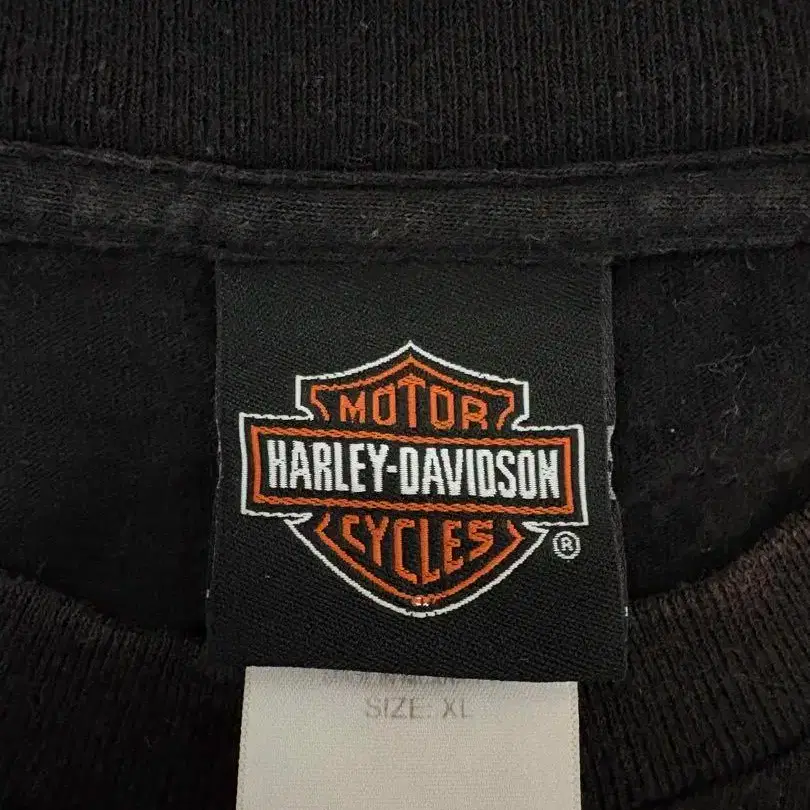 MOTOR
HARLEY-DAVIDSON
CYCLES
®
SIZE: XL